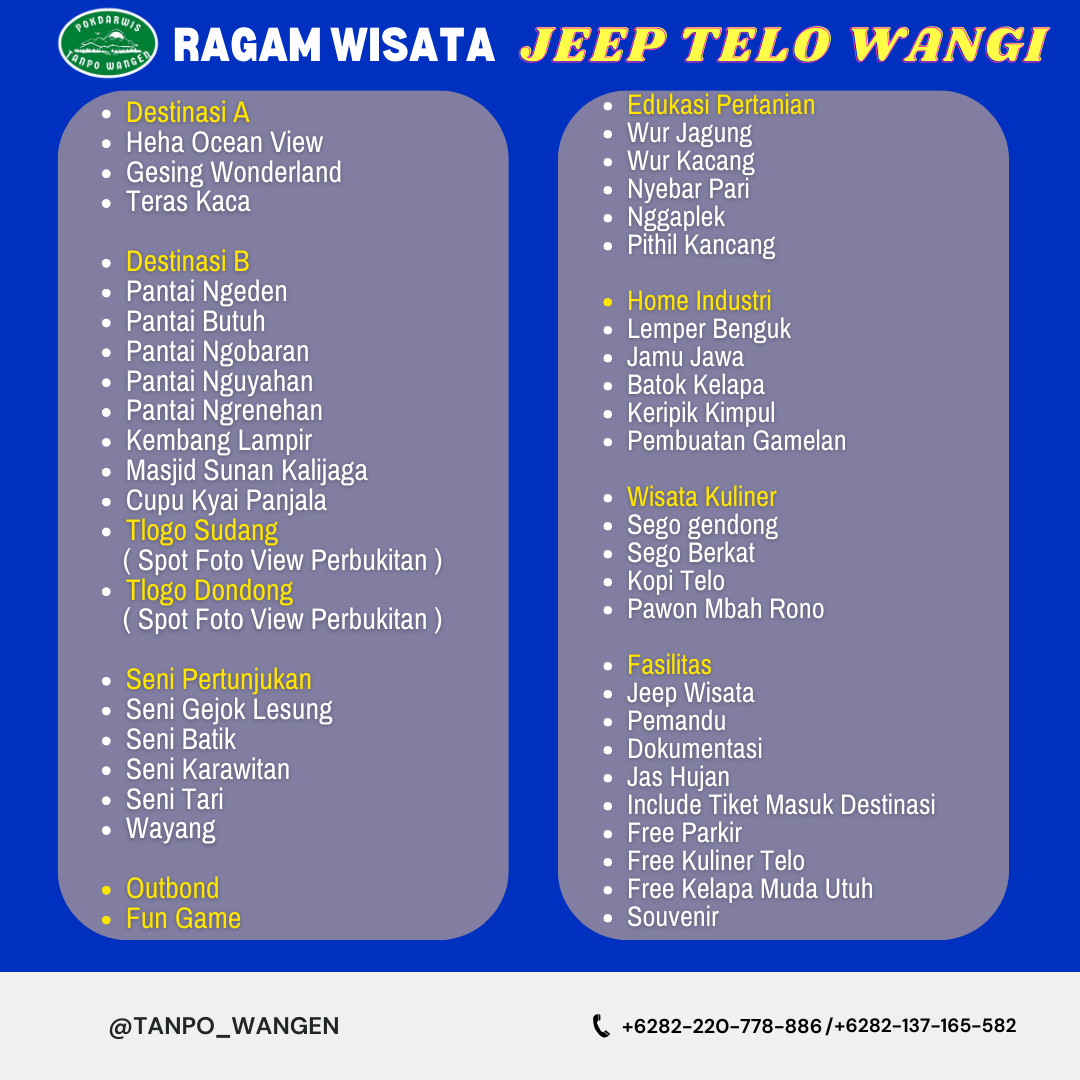 POKDARWIS
TANPO WANGEN
RAGAM WISATA JEEP TELO WANGI
Destinasi A
Heha Ocean View
Gesing Wonderland
Teras Kaca
Destinasi B
Pantai Ngeden
Pantai Butuh
Pantai Ngobaran
Pantai Nguyahan
Pantai Ngrenehan
Kembang Lampir
Masjid Sunan Kalijaga
Cupu Kyai Panjala
Tlogo Sudang
( Spot Foto View Perbukitan )
Tlogo Dondong
( Spot Foto View Perbukitan )
Seni Pertunjukan
Seni Gejok Lesung
Seni Batik
Seni Karawitan
Seni Tari
Wayang
Outbond
Fun Game
Edukasi Pertanian
Wur Jagung
Wur Kacang
Nyebar Pari
Nggaplek
Pithil Kancang
Home Industri
Lemper Benguk
Jamu Jawa
Batok Kelapa
Keripik Kimpul
Pembuatan Gamelan
Wisata Kuliner
Sego gendong
Sego Berkat
Kopi Telo
Pawon Mbah Rono
Fasilitas
Jeep Wisata
Pemandu
Dokumentasi
Jas Hujan
Include Tiket Masuk Destinasi
Free Parkir
Free Kuliner Telo
Free Kelapa Muda Utuh
Souvenir
@TANPO_WANGEN
+6282-220-778-886 /+6282-137-165-582